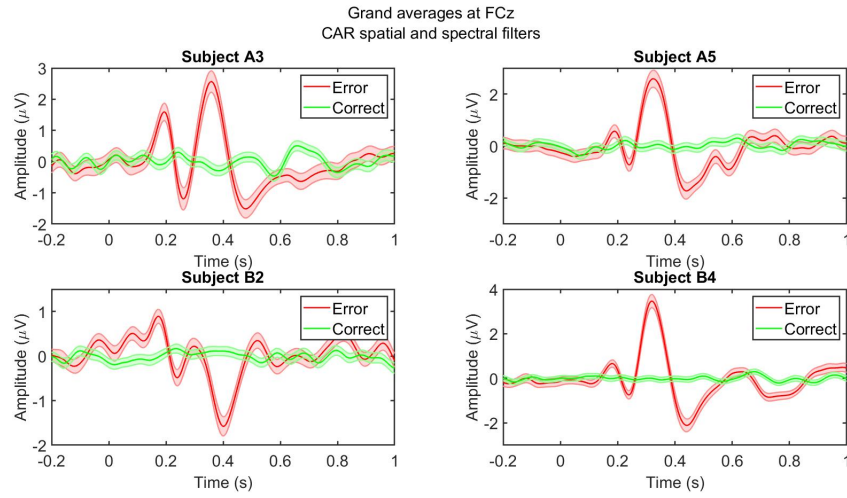 Grand averages at FCz
CAR spatial and spectral filters
Subject A3
3
2
1
0
-1
-2
Amplitude (μV)
Error
Correct
-0.2 0 0.2 0.4 0.6 0.8 1
Time (s)
Subject A5
2
0
-2
Amplitude (μV)
Error
Correct
-0.2 0 0.2 0.4 0.6 0.8 1
Time (s)
Subject B2
1
0
-1
-2
Amplitude (μV)
Error
Correct
-0.2 0 0.2 0.4 0.6 0.8 1
Time (s)
Subject B4
4
2
0
-2
Amplitude (μV)
Error
Correct
-0.2 0 0.2 0.4 0.6 0.8 1
Time (s)